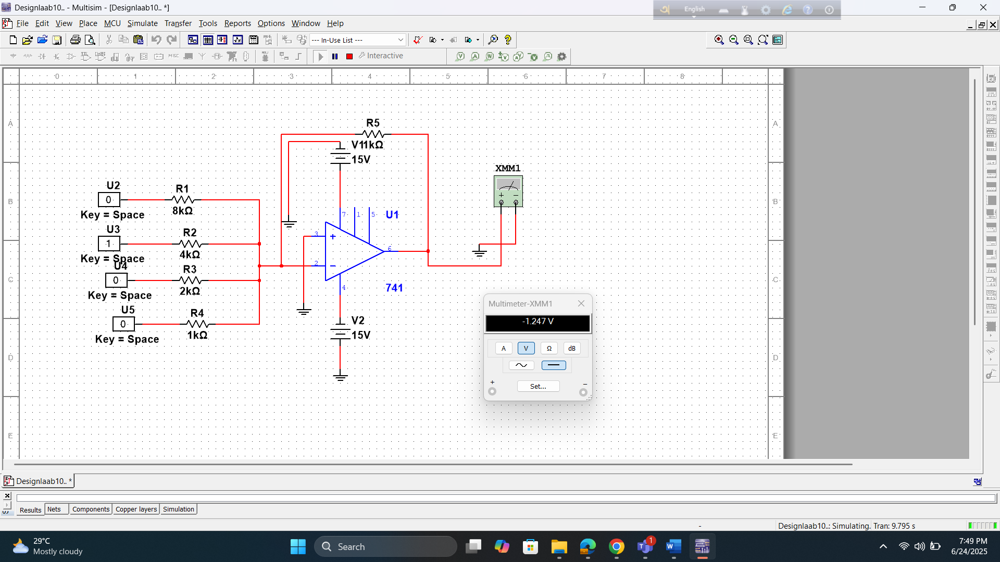 Designlaab10.. - Multisim - [Designlaab10.. *]
English
File Edit View Place MCU Simulate Transfer Tools Reports Options Window Help
--- In-Use List ---
MISC
Interactive
0 1 2 3 4 5 6 7 8
A
A
B
B
C
C
D
D
E
E
R5
V1 1kΩ
15V
XMM1
+ −
U2
0
Key = Space
R1
8kΩ
U3
1
Key = Space
R2
4kΩ
U4
0
Key = Space
R3
2kΩ
U5
0
Key = Space
R4
1kΩ
7 1 5
U1
3 +
6
2 −
4
741
V2
15V
Multimeter-XMM1
-1.247 V
A V Ω dB
+ −
Set...
Designlaab10.. *
Results Nets Components Copper layers Simulation
-
Designlaab10..: Simulating. Tran: 9.795 s
29°C
Mostly cloudy
Search
1
7:49 PM
6/24/2025